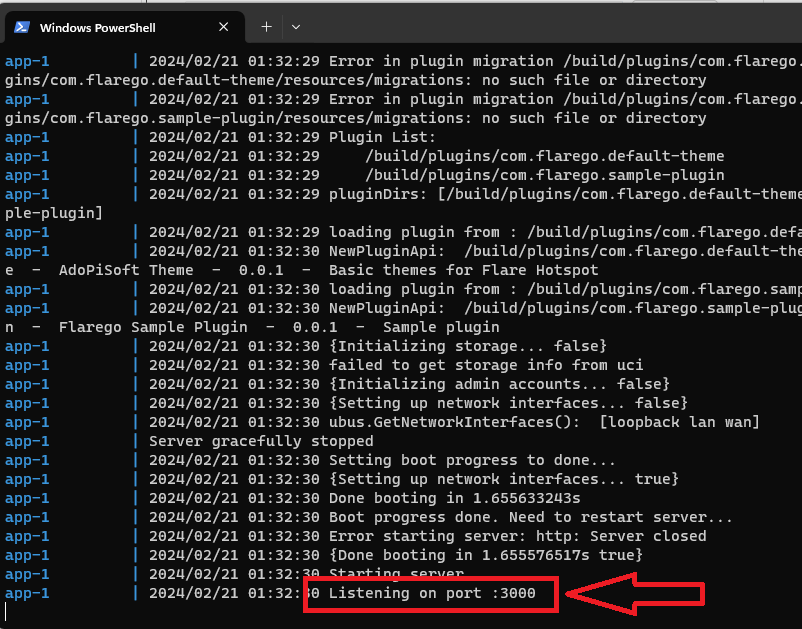 Windows PowerShell
app-1 | 2024/02/21 01:32:29 Error in plugin migration /build/plugins/com.flarego.
gins/com.flarego.default-theme/resources/migrations: no such file or directory
app-1 | 2024/02/21 01:32:29 Error in plugin migration /build/plugins/com.flarego.
gins/com.flarego.sample-plugin/resources/migrations: no such file or directory
app-1 | 2024/02/21 01:32:29 Plugin List:
app-1 | 2024/02/21 01:32:29     /build/plugins/com.flarego.default-theme
app-1 | 2024/02/21 01:32:29     /build/plugins/com.flarego.sample-plugin
app-1 | 2024/02/21 01:32:29 pluginDirs: [/build/plugins/com.flarego.default-theme
ple-plugin]
app-1 | 2024/02/21 01:32:29 loading plugin from : /build/plugins/com.flarego.defa
app-1 | 2024/02/21 01:32:30 NewPluginApi:  /build/plugins/com.flarego.default-the
e  -  AdoPiSoft Theme  -  0.0.1  -  Basic themes for Flare Hotspot
app-1 | 2024/02/21 01:32:30 loading plugin from : /build/plugins/com.flarego.samp
app-1 | 2024/02/21 01:32:30 NewPluginApi:  /build/plugins/com.flarego.sample-plug
n  -  Flarego Sample Plugin  -  0.0.1  -  Sample plugin
app-1 | 2024/02/21 01:32:30 {Initializing storage... false}
app-1 | 2024/02/21 01:32:30 failed to get storage info from uci
app-1 | 2024/02/21 01:32:30 {Initializing admin accounts... false}
app-1 | 2024/02/21 01:32:30 {Setting up network interfaces... false}
app-1 | 2024/02/21 01:32:30 ubus.GetNetworkInterfaces():  [loopback lan wan]
app-1 | Server gracefully stopped
app-1 | 2024/02/21 01:32:30 Setting boot progress to done...
app-1 | 2024/02/21 01:32:30 {Setting up network interfaces... true}
app-1 | 2024/02/21 01:32:30 Done booting in 1.655633243s
app-1 | 2024/02/21 01:32:30 Boot progress done. Need to restart server...
app-1 | 2024/02/21 01:32:30 Error starting server: http: Server closed
app-1 | 2024/02/21 01:32:30 {Done booting in 1.655576517s true}
app-1 | 2024/02/21 01:32:30 Starting server
app-1 | 2024/02/21 01:32:30 Listening on port :3000